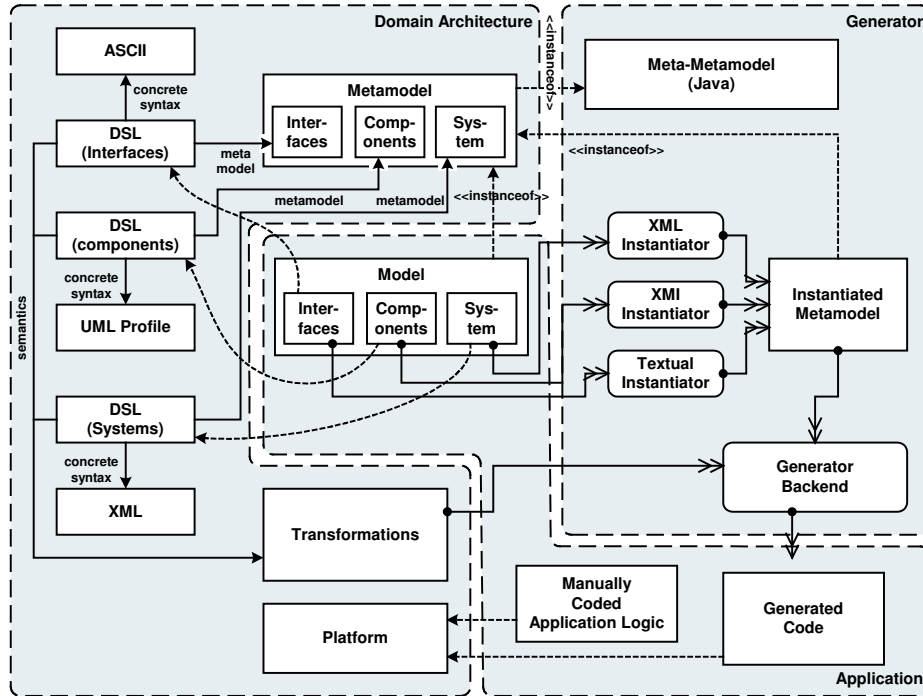 Domain Architecture
<<instanceof>>
Generator
ASCII
concrete
syntax
Metamodel
Inter-
faces
Comp-
onents
Sys-
tem
Meta-Metamodel
(Java)
DSL
(Interfaces)
meta
model
<<instanceof>>
metamodel
metamodel
<<instanceof>>
DSL
(components)
concrete
syntax
UML Profile
semantics
Model
Inter-
faces
Comp-
onents
Sys-
tem
XML
Instantiator
XMI
Instantiator
Textual
Instantiator
Instantiated
Metamodel
DSL
(Systems)
concrete
syntax
XML
Generator
Backend
Transformations
Manually
Coded
Application Logic
Generated
Code
Platform
Application